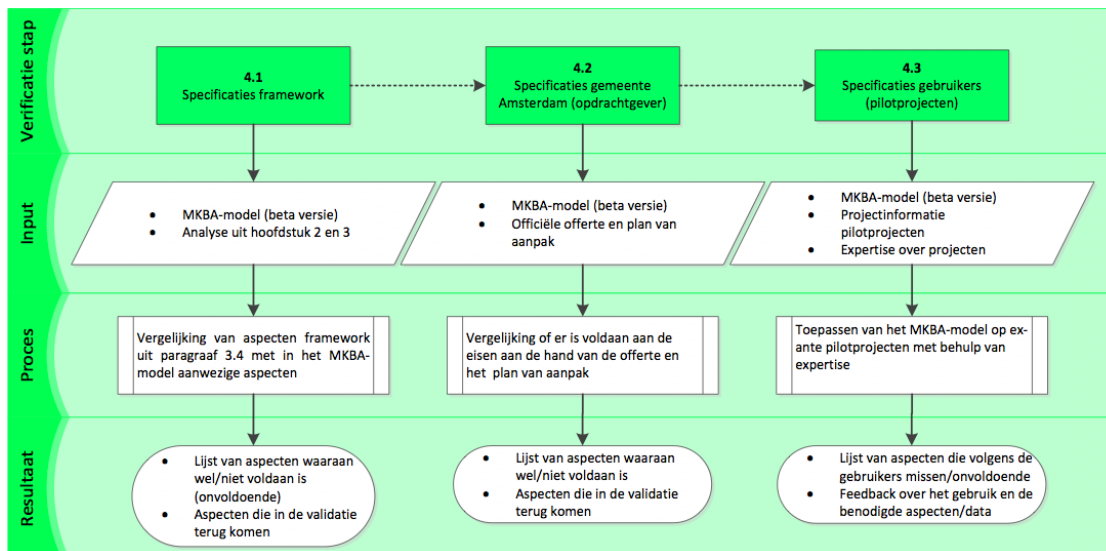 Verificatie stap
4.1
Specificaties framework
4.2
Specificaties gemeente
Amsterdam (opdrachtgever)
4.3
Specificaties gebruikers
(pilotprojecten)
Input
• MKBA-model (beta versie)
• Analyse uit hoofdstuk 2 en 3
• MKBA-model (beta versie)
• Officiële offerte en plan van
aanpak
• MKBA-model (beta versie)
• Projectinformatie
pilotprojecten
• Expertise over projecten
Proces
Vergelijking van aspecten framework
uit paragraaf 3.4 met in het MKBA-
model aanwezige aspecten
Vergelijking of er is voldaan aan de
eisen aan de hand van de offerte en
het plan van aanpak
Toepassen van het MKBA-model op ex-
ante pilotprojecten met behulp van
expertise
Resultaat
• Lijst van aspecten waaraan
wel/niet voldaan is
(onvoldoende)
• Aspecten die in de validatie
terug komen
• Lijst van aspecten waaraan
wel/niet voldaan is
• Aspecten die in de validatie
terug komen
• Lijst van aspecten die volgens de
gebruikers missen/onvoldoende
• Feedback over het gebruik en de
benodigde aspecten/data